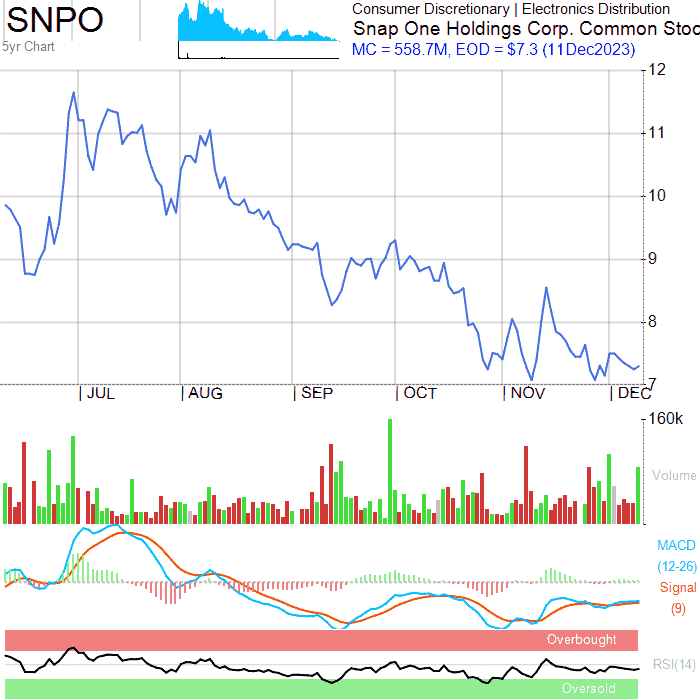 SNPO
5yr Chart
Consumer Discretionary | Electronics Distribution
Snap One Holdings Corp. Common Stoc
MC = 558.7M, EOD = $7.3 (11Dec2023)
12
11
10
9
8
7
JUL
AUG
SEP
OCT
NOV
DEC
160k
Volume
MACD
(12-26)
Signal
(9)
Overbought
RSI(14)
Oversold